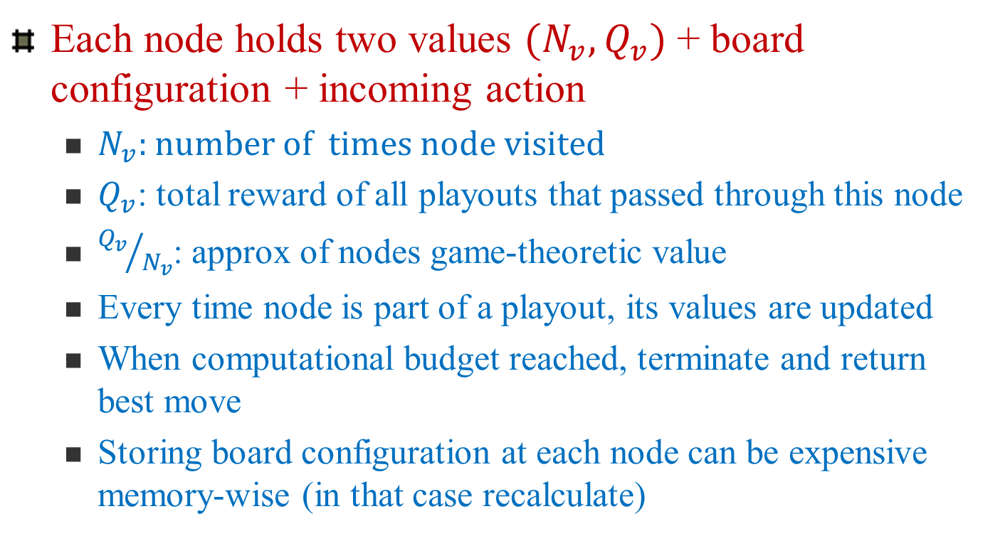 Each node holds two values (N_v, Q_v) + board
configuration + incoming action
N_v: number of times node visited
Q_v: total reward of all playouts that passed through this node
Q_v/N_v: approx of nodes game-theoretic value
Every time node is part of a playout, its values are updated
When computational budget reached, terminate and return
best move
Storing board configuration at each node can be expensive
memory-wise (in that case recalculate)